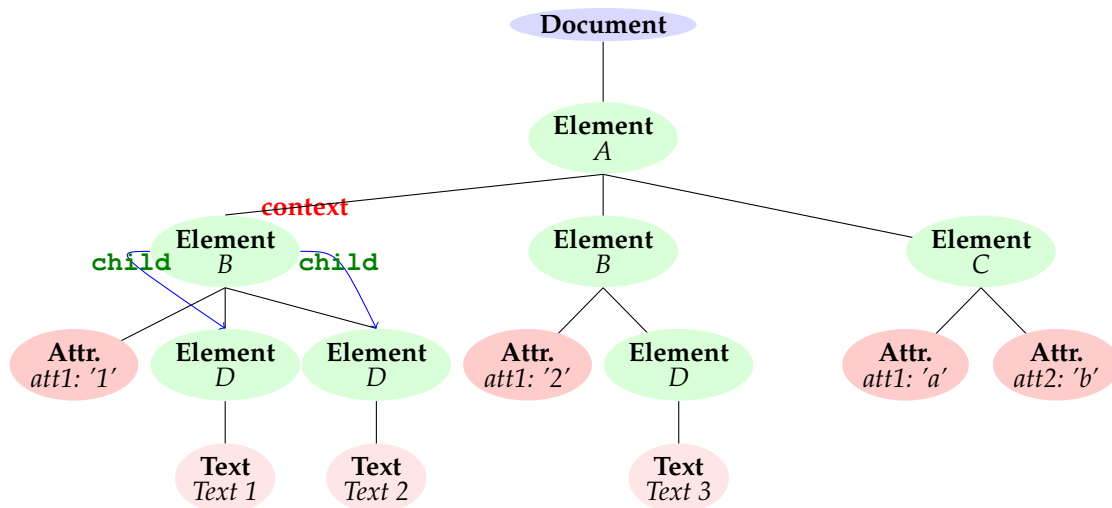 Document
Element
A
context
Element
B
child
child
Element
B
Element
C
Attr.
att1: '1'
Element
D
Element
D
Attr.
att1: '2'
Element
D
Attr.
att1: 'a'
Attr.
att2: 'b'
Text
Text 1
Text
Text 2
Text
Text 3